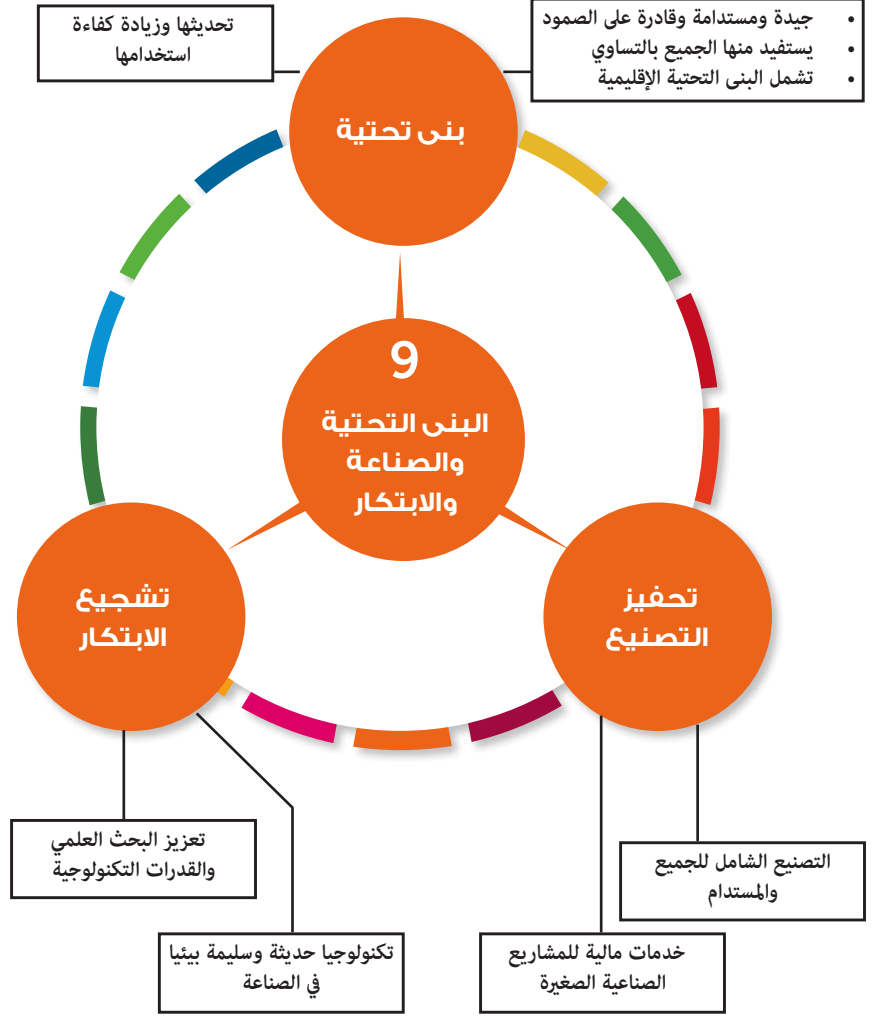 • جيدة ومستدامة وقادرة على الصمود
• يستفيد منها الجميع بالتساوي
• تشمل البنى التحتية الإقليمية
تحديثها وزيادة كفاءة
استخدامها
بنى تحتية
9
البنى التحتية
والصناعة
والابتكار
تحفيز
التصنيع
تشجيع
الابتكار
التصنيع الشامل للجميع
والمستدام
خدمات مالية للمشاريع
الصناعية الصغيرة
تعزيز البحث العلمي
والقدرات التكنولوجية
تكنولوجيا حديثة وسليمة بيئيا
في الصناعة